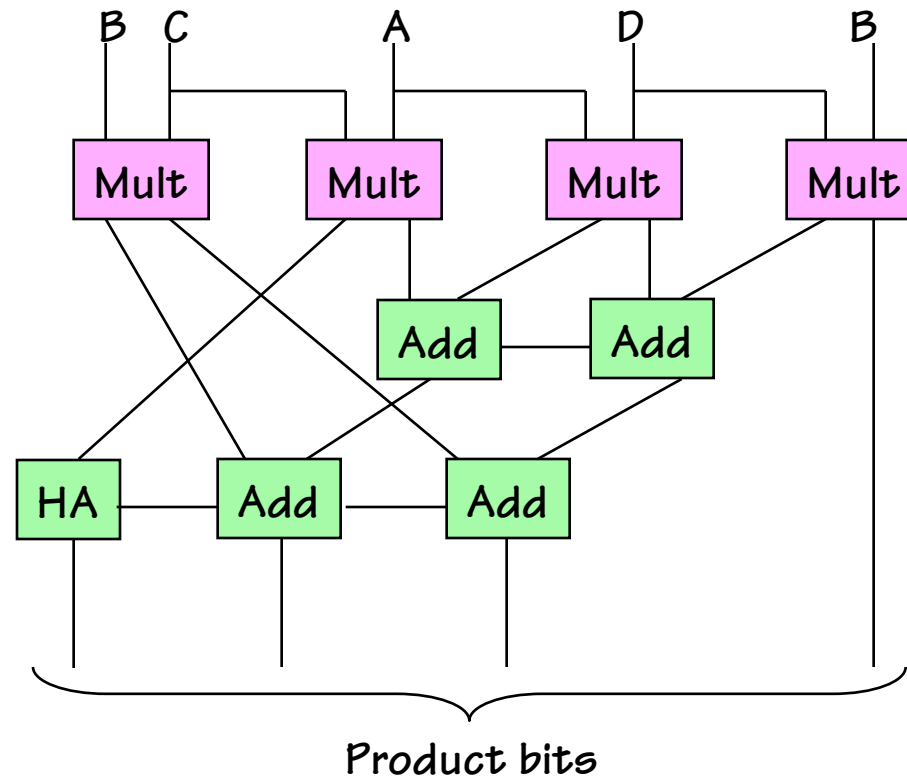 B C A D B
Mult Mult Mult Mult
Add Add
HA Add Add
Product bits